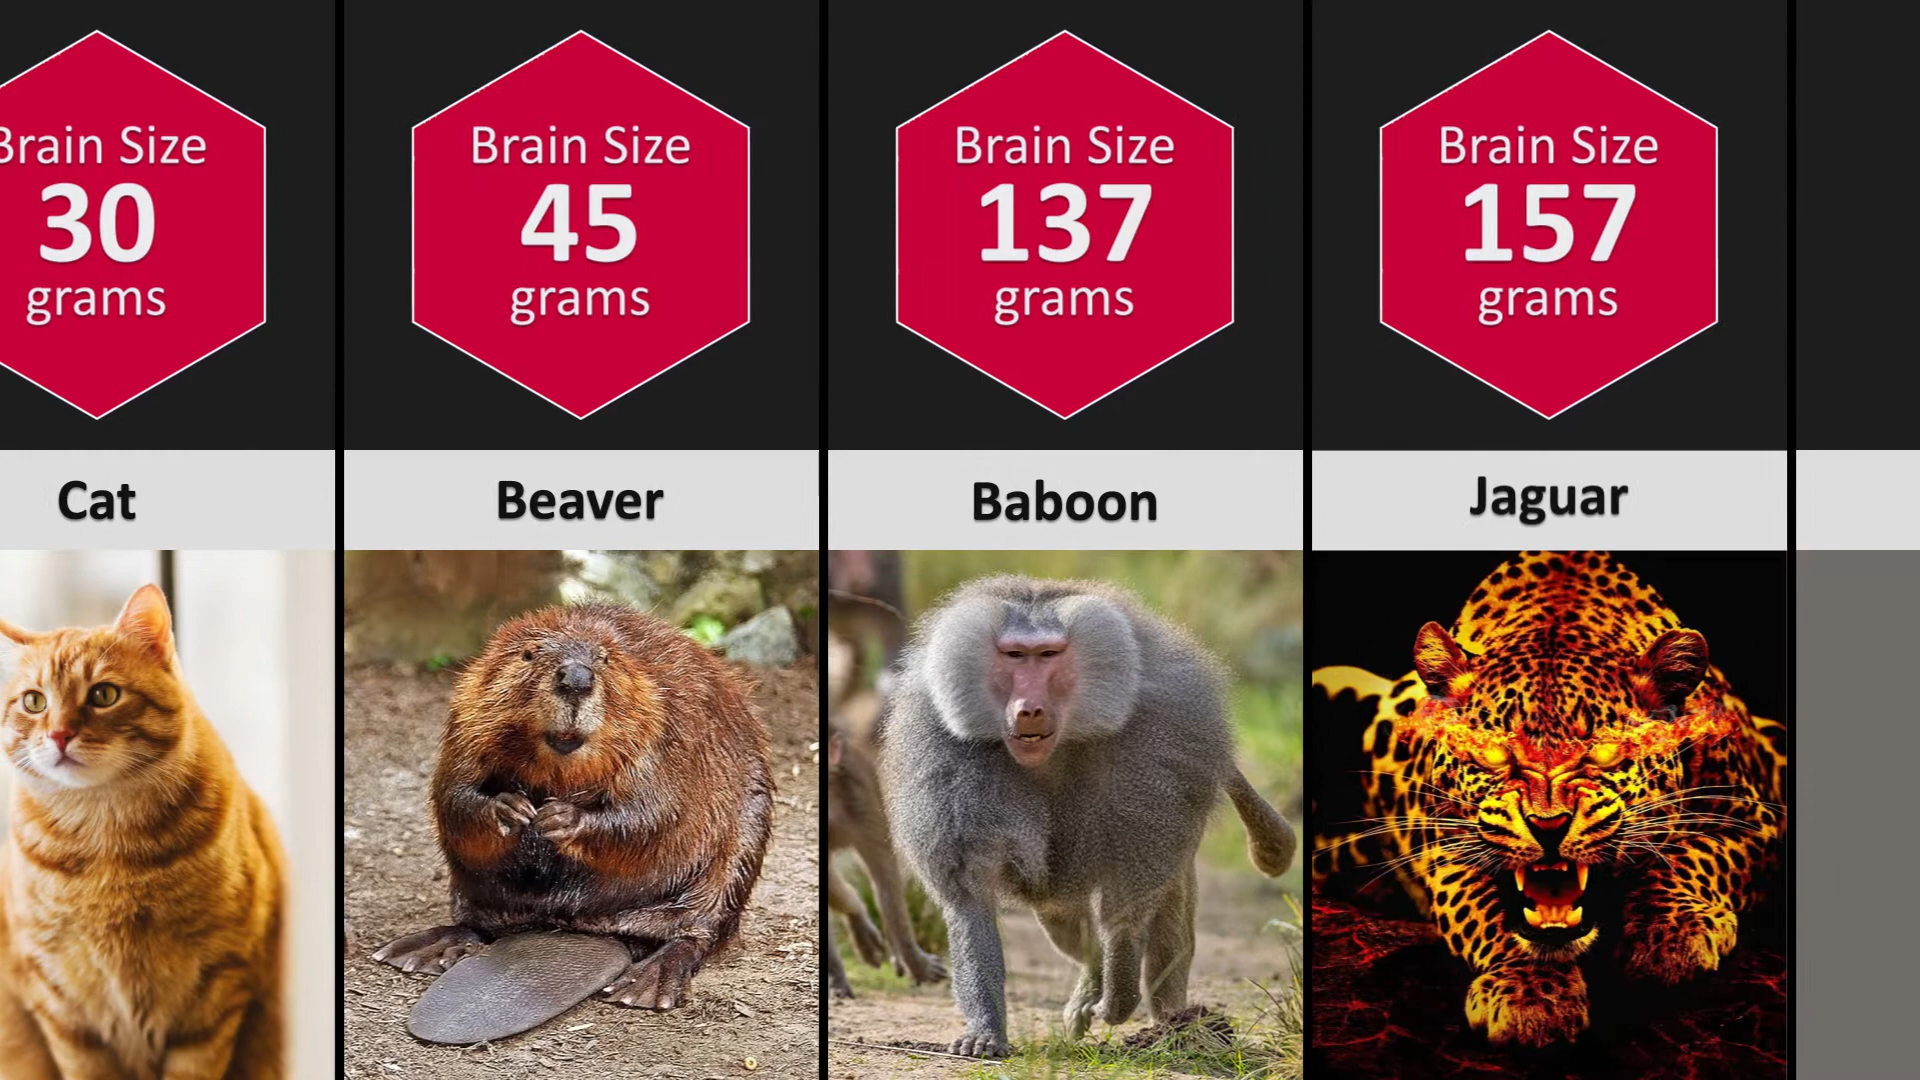 Brain Size
30
grams
Cat
Brain Size
45
grams
Beaver
Brain Size
137
grams
Baboon
Brain Size
157
grams
Jaguar